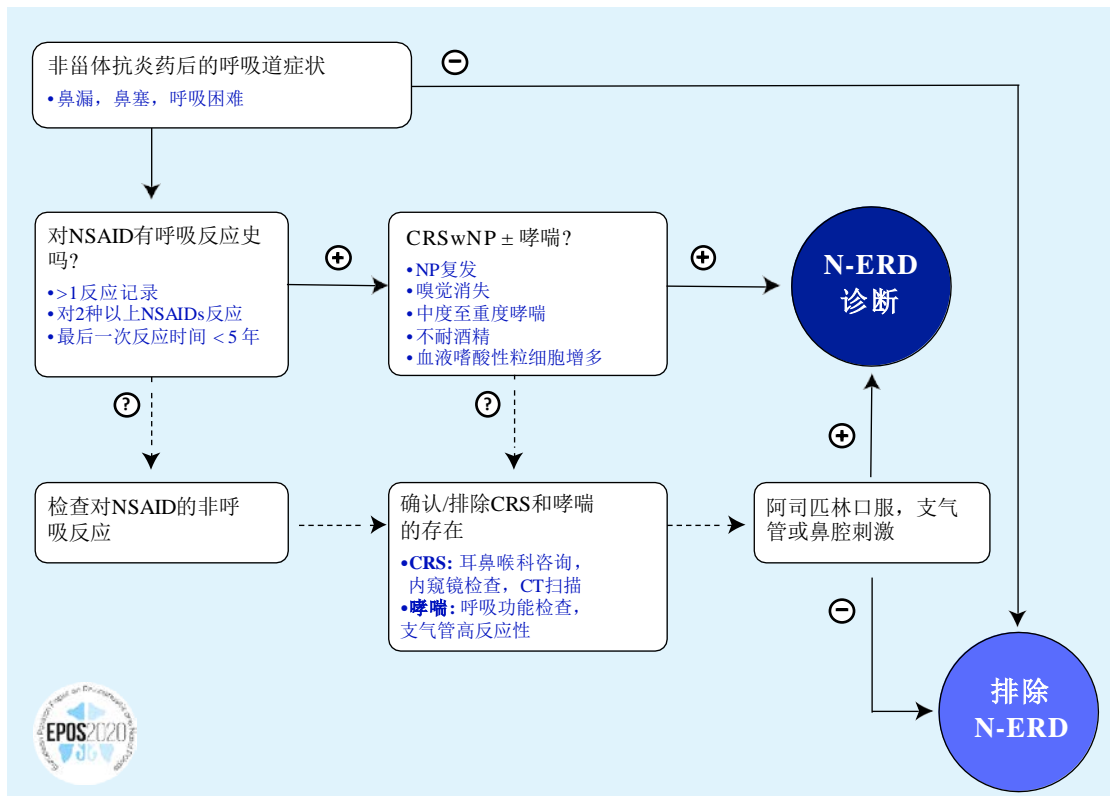 非甾体抗炎药后的呼吸道症状
•鼻漏，鼻塞，呼吸困难
对NSAID有呼吸反应史
吗?
•>1反应记录
•对2种以上NSAIDs反应
•最后一次反应时间 < 5 年
CRSwNP ± 哮喘?
•NP复发
•嗅觉消失
•中度至重度哮喘
•不耐酒精
•血液嗜酸性粒细胞增多
N-ERD
诊断
?
?
检查对NSAID的非呼
吸反应
确认/排除CRS和哮喘
的存在
•CRS: 耳鼻喉科咨询，
内窥镜检查，CT扫描
•哮喘: 呼吸功能检查，
支气管高反应性
阿司匹林口服，支气
管或鼻腔刺激
排除
N-ERD
EPOS2020